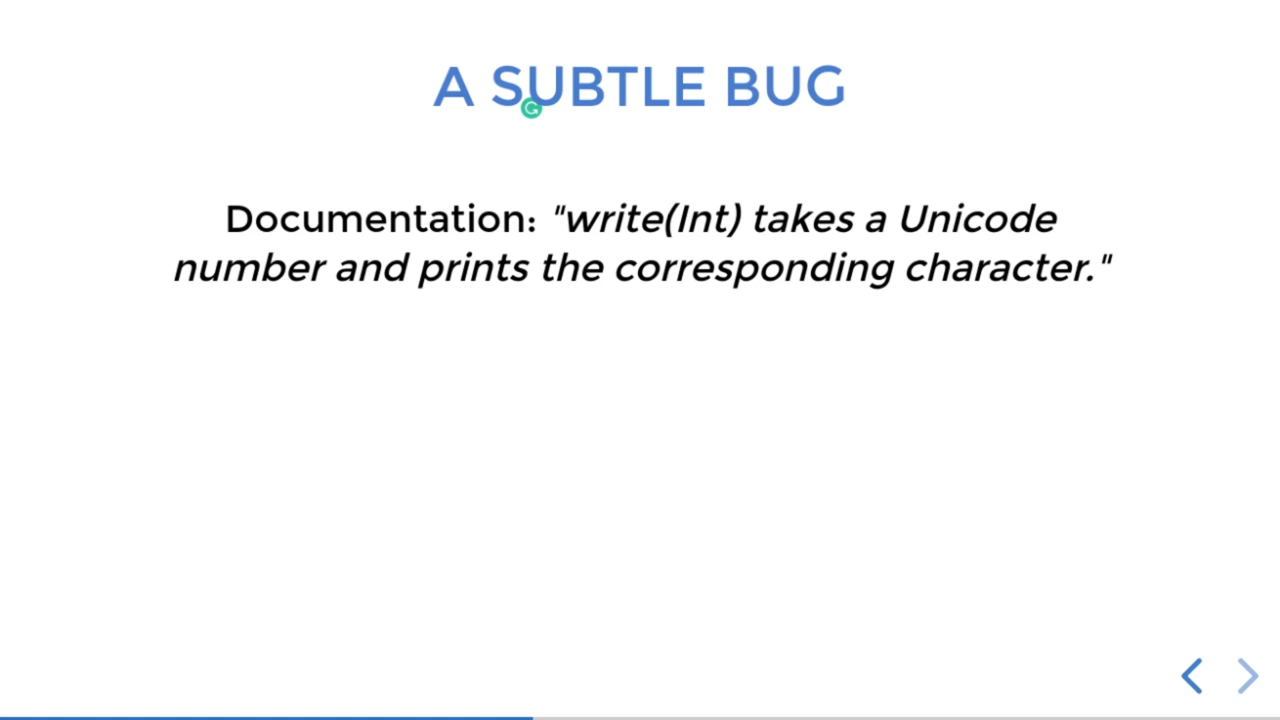 A SUBTLE BUG
Documentation: "write(Int) takes a Unicode
number and prints the corresponding character."